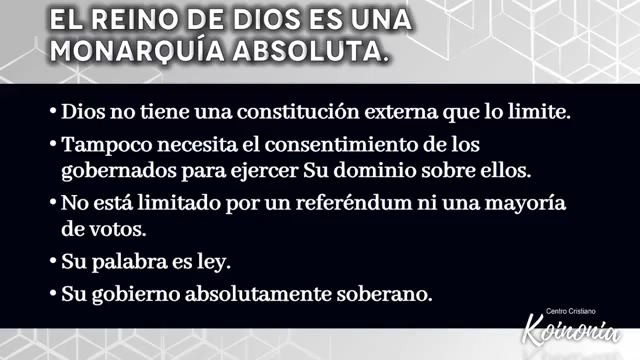 EL REINO DE DIOS ES UNA
MONARQUÍA ABSOLUTA.
• Dios no tiene una constitución externa que lo limite.
• Tampoco necesita el consentimiento de los
gobernados para ejercer Su dominio sobre ellos.
• No está limitado por un referéndum ni una mayoría
de votos.
• Su palabra es ley.
• Su gobierno absolutamente soberano.
Centro Cristiano
Koinonia